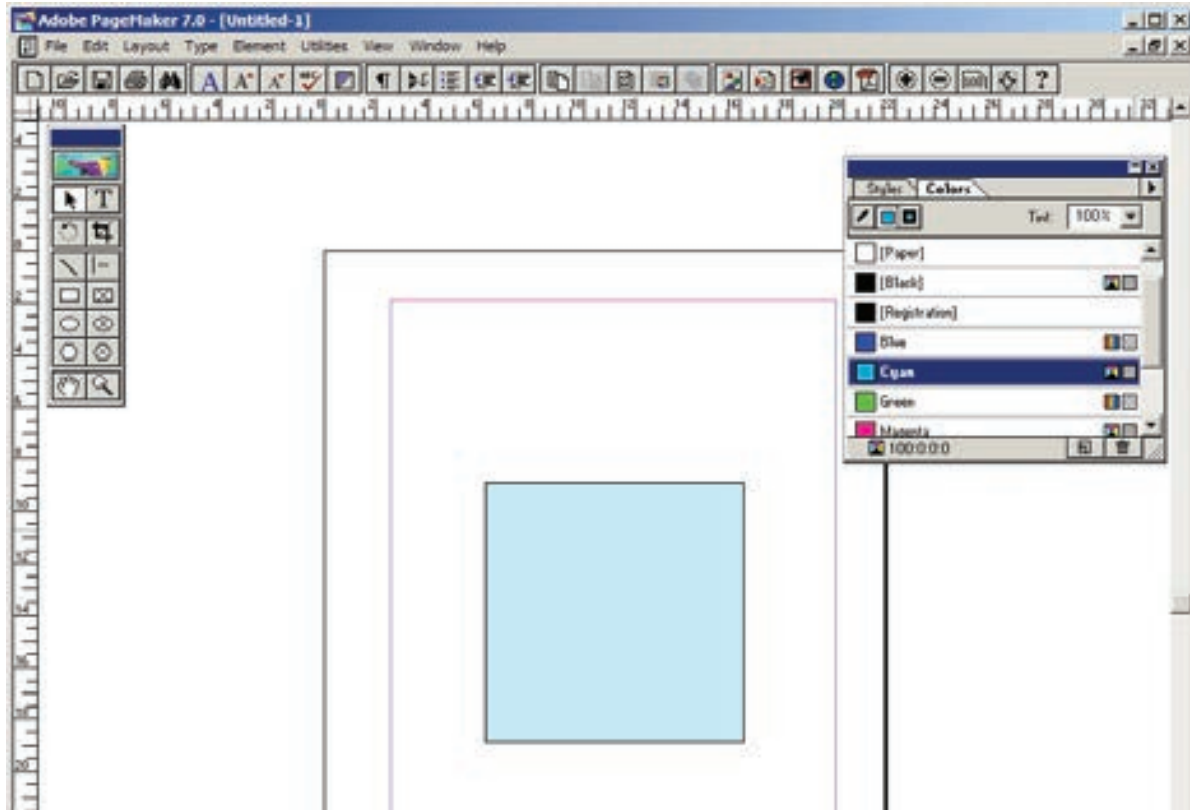 Adobe PageMaker 7.0 - [Untitled-1]
File Edit Layout Type Element Utilities View Window Help
Styles Colors
Tint: 100%
[Paper]
[Black]
[Registration]
Blue
Cyan
Green
Magenta
100:0:0:0